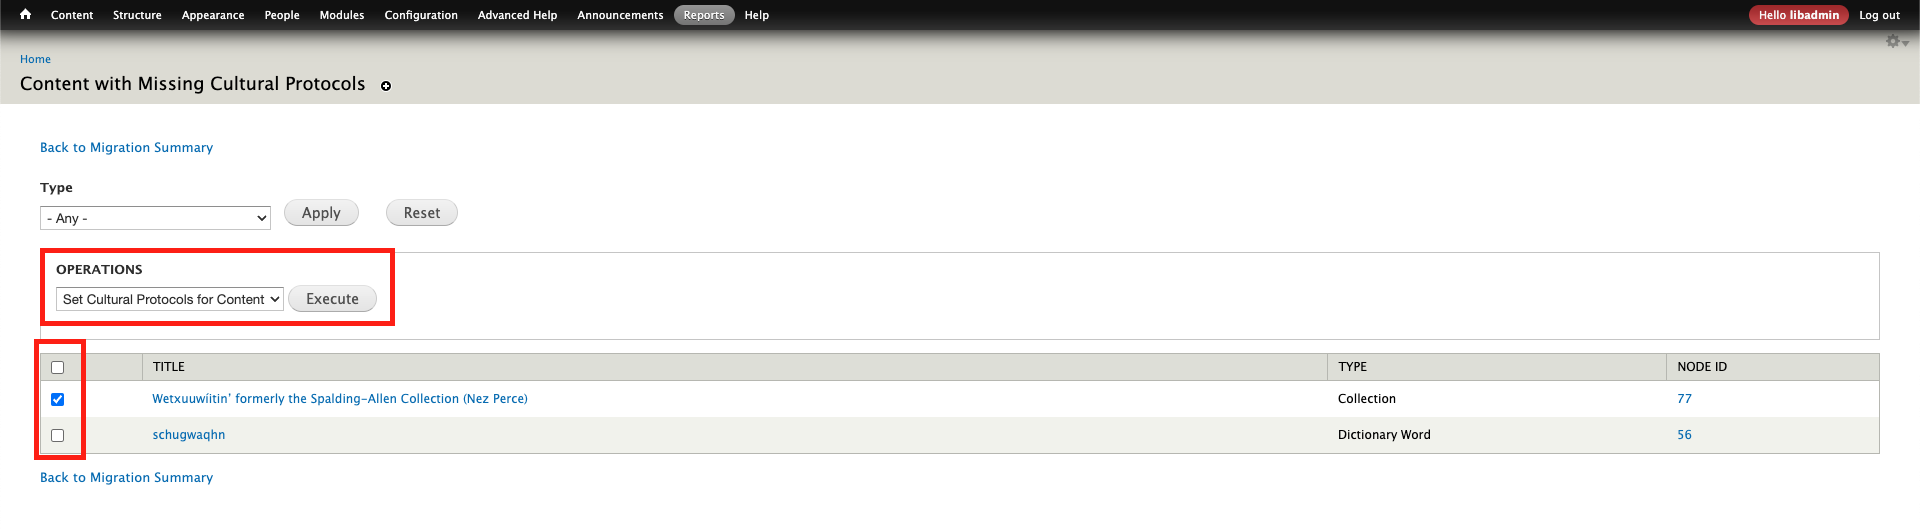 Content Structure Appearance People Modules Configuration Advanced Help Announcements Reports Help Hello libadmin Log out
Home
Content with Missing Cultural Protocols
Back to Migration Summary
Type
- Any - Apply Reset
OPERATIONS
Set Cultural Protocols for Content Execute
TITLE TYPE NODE ID
Wetxuuwíitin’ formerly the Spalding-Allen Collection (Nez Perce) Collection 77
schugwaqhn Dictionary Word 56
Back to Migration Summary